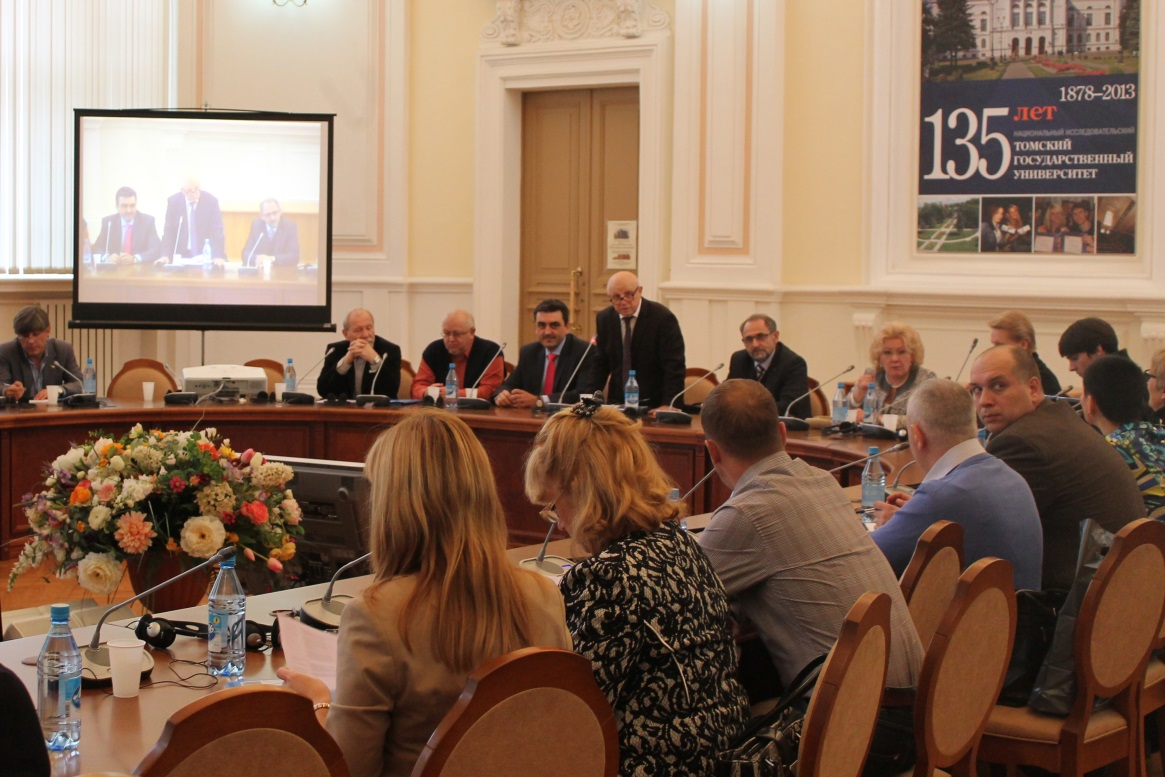 1878–2013
135 лет
НАЦИОНАЛЬНЫЙ ИССЛЕДОВАТЕЛЬСКИЙ
ТОМСКИЙ
ГОСУДАРСТВЕННЫЙ
УНИВЕРСИТЕТ